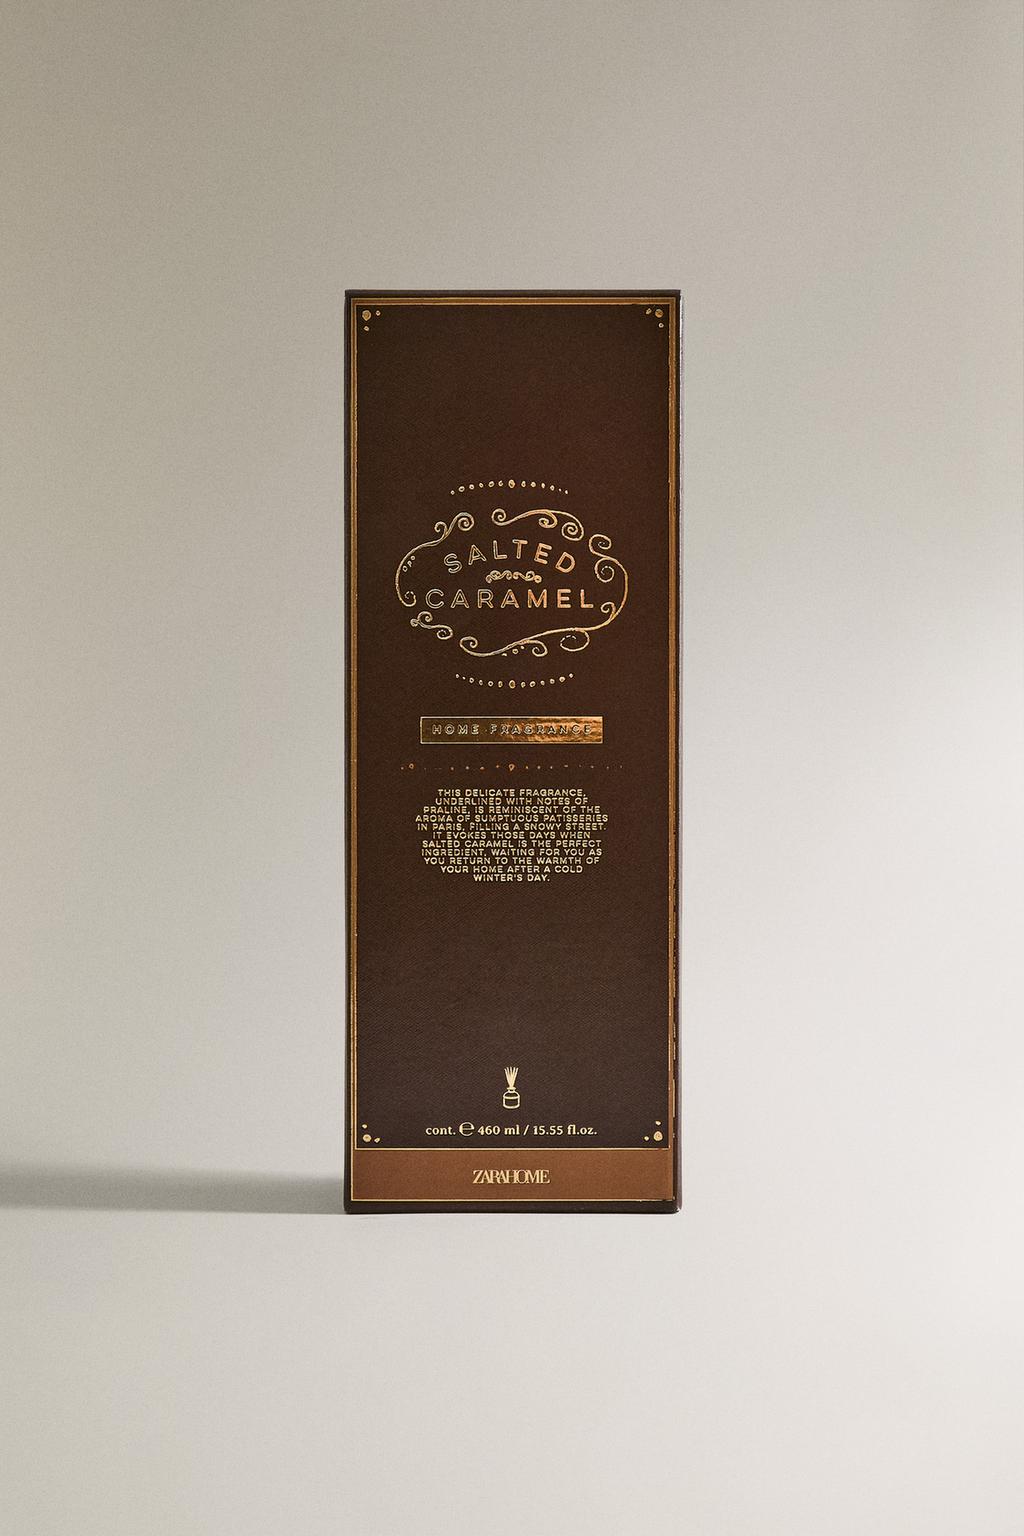 SALTED
CARAMEL
HOME FRAGRANCE
THIS DELICATE FRAGRANCE,
UNDERLINED WITH NOTES OF
PRALINE, IS REMINISCENT OF THE
AROMA OF SUMPTUOUS PATISSERIES
IN PARIS, FILLING A SNOWY STREET.
IT EVOKES THOSE DAYS WHEN
SALTED CARAMEL IS THE PERFECT
INGREDIENT, WAITING FOR YOU AS
YOU RETURN TO THE WARMTH OF
YOUR HOME AFTER A COLD
WINTER'S DAY.
cont. ℮ 460 ml / 15.55 fl.oz.
ZARAHOME